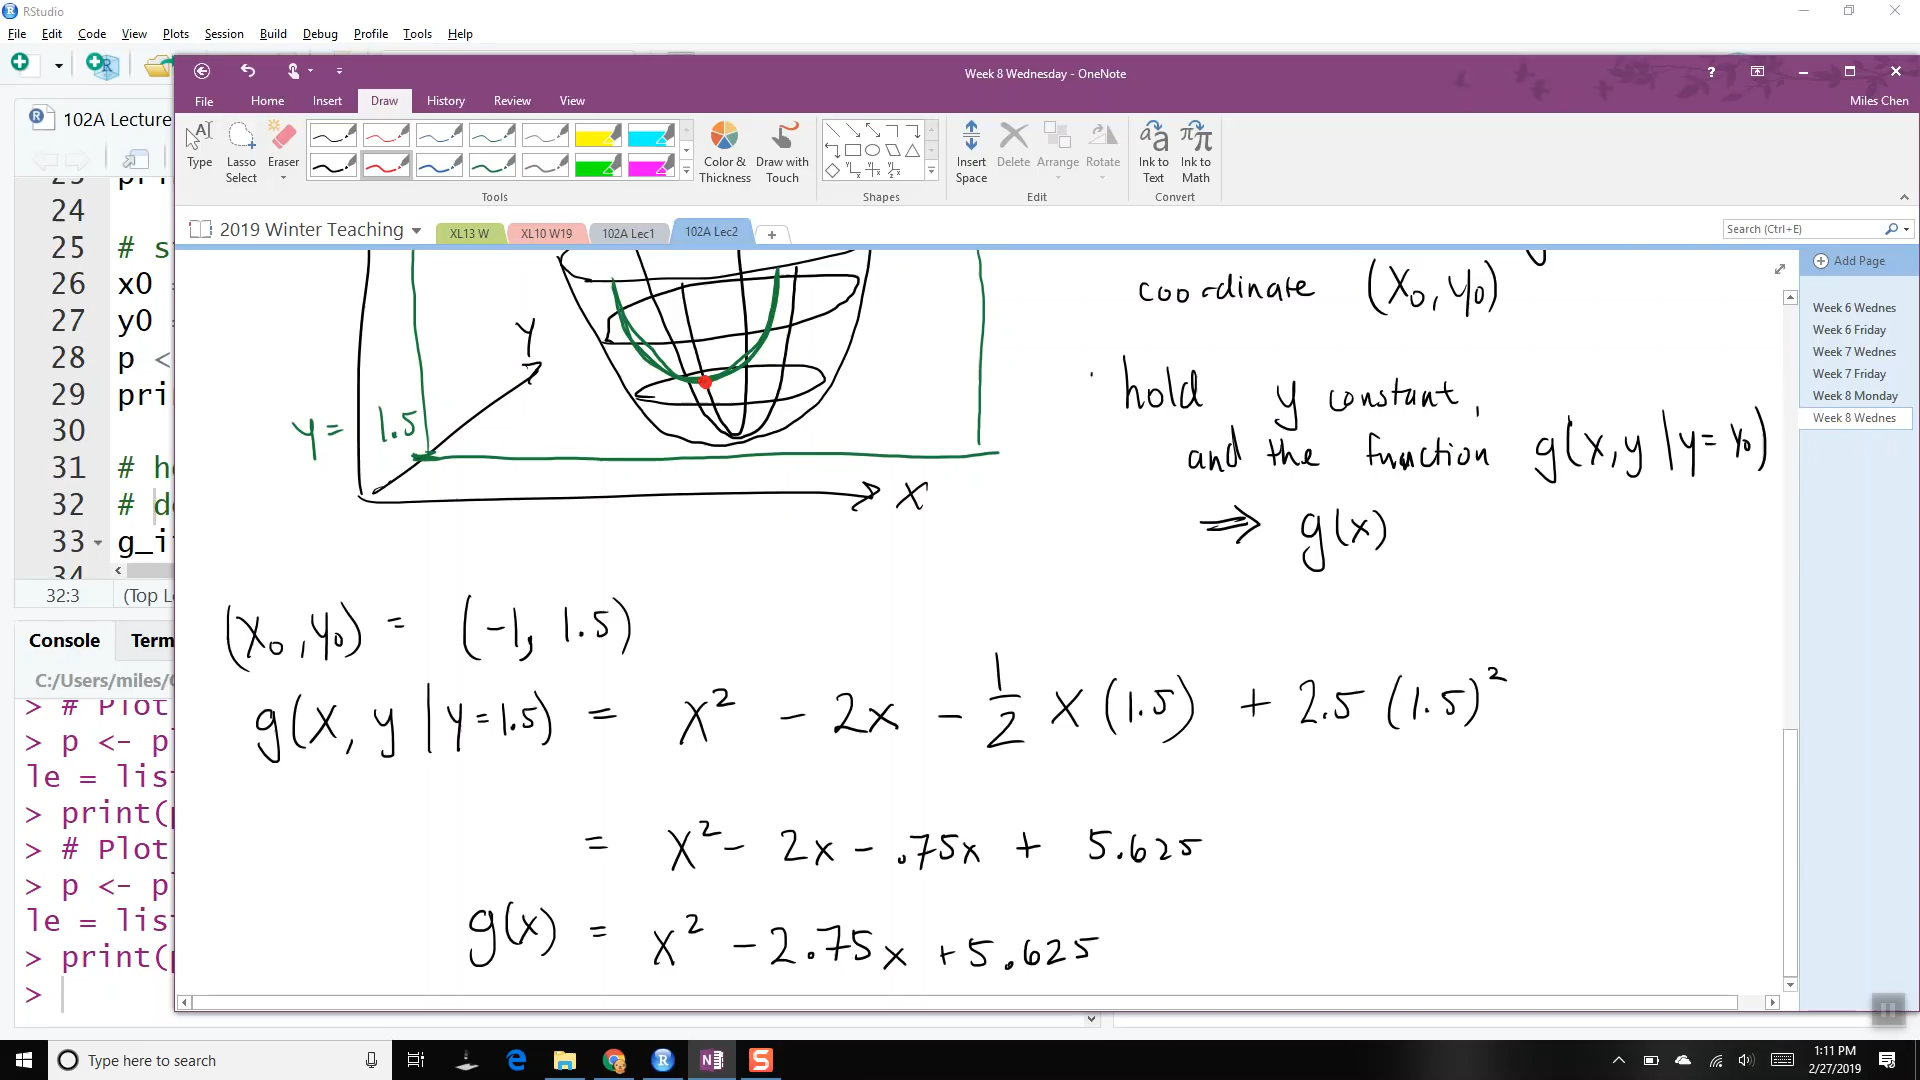 RStudio
File Edit Code View Plots Session Build Debug Profile Tools Help
Week 8 Wednesday - OneNote
File Home Insert Draw History Review View
Miles Chen
Type
Lasso Select
Eraser
Color & Thickness
Draw with Touch
Insert Space
Delete
Arrange
Rotate
Ink to Text
Ink to Math
Tools
Shapes
Edit
Convert
2019 Winter Teaching
XL13 W
XL10 W19
102A Lec1
102A Lec2
Search (Ctrl+E)
Add Page
Week 6 Wednes
Week 6 Friday
Week 7 Wednes
Week 7 Friday
Week 8 Monday
Week 8 Wednes
102A Lecture
24
25 # s
26 x0
27 y0
28 p <
29 pri
30
31 # h
32 # d
33 g_i
34
32:3 (Top L
Console Term
C:/Users/miles/
> # Plot
> p <- p
le = lis
> print(
> # Plot
> p <- p
le = lis
> print(
>
Y
y = 1.5
X
coordinate (x₀, y₀)
hold y constant,
and the function g(x, y | y = y₀)
⇒ g(x)
(x₀, y₀) = (-1, 1.5)
g(x, y | y = 1.5) = x² - 2x - 1/2 x (1.5) + 2.5 (1.5)²
= x² - 2x - .75x + 5.625
g(x) = x² - 2.75x + 5.625
Type here to search
1:11 PM
2/27/2019